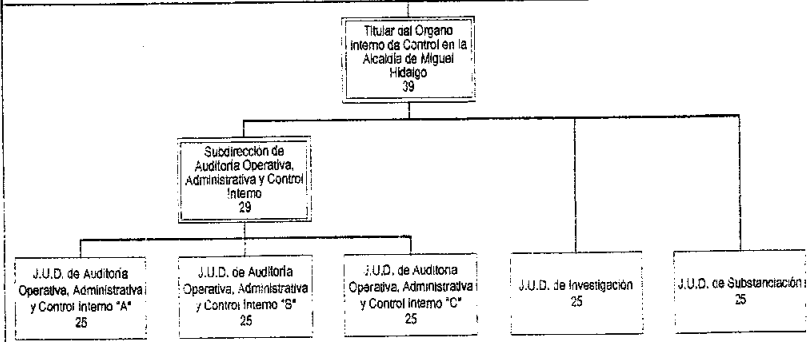 Titular del Organo
Interno de Control en la
Alcaldía de Miguel
Hidalgo
39
Subdirección de
Auditoría Operativa,
Administrativa y Control
Interno
29
J.U.D. de Auditoría
Operativa, Administrativa
y Control Interno "A"
25
J.U.D. de Auditoría
Operativa, Administrativa
y Control Interno "S"
25
J.U.D. de Auditoría
Operativa, Administrativa
y Control Interno "C"
25
J.U.D. de Investigación
25
J.U.D. de Substanciación
25